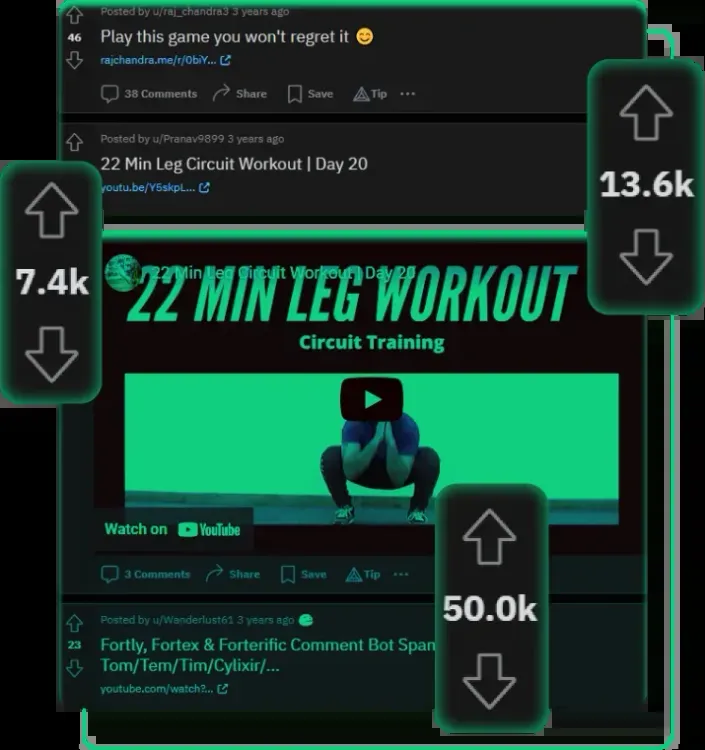 Posted by u/raj_chandra3 3 years ago
46
Play this game you won't regret it
rajchandra.me/r/0biY...
38 Comments Share Save Tip ...
Posted by u/Pranav9899 3 years ago
22 Min Leg Circuit Workout | Day 20
youtu.be/Y5skpL...
13.6k
7.4k
22 Min Leg Circuit Workout | Day 20
22 MIN LEG WORKOUT
Circuit Training
Watch on YouTube
3 Comments Share Save Tip ...
50.0k
Posted by u/Wanderlust61 3 years ago
23
Fortly, Fortex & Forterific Comment Bot Span
Tom/Tem/Tim/Cylixir/...
youtube.com/watch?...